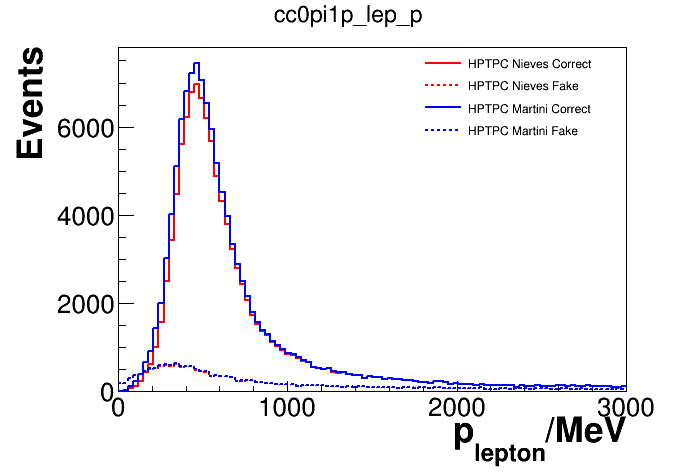 cc0pi1p_lep_p
Events
HPTPC Nieves Correct
HPTPC Nieves Fake
HPTPC Martini Correct
HPTPC Martini Fake
6000
4000
2000
0
0 1000 2000 3000
p_lepton/MeV